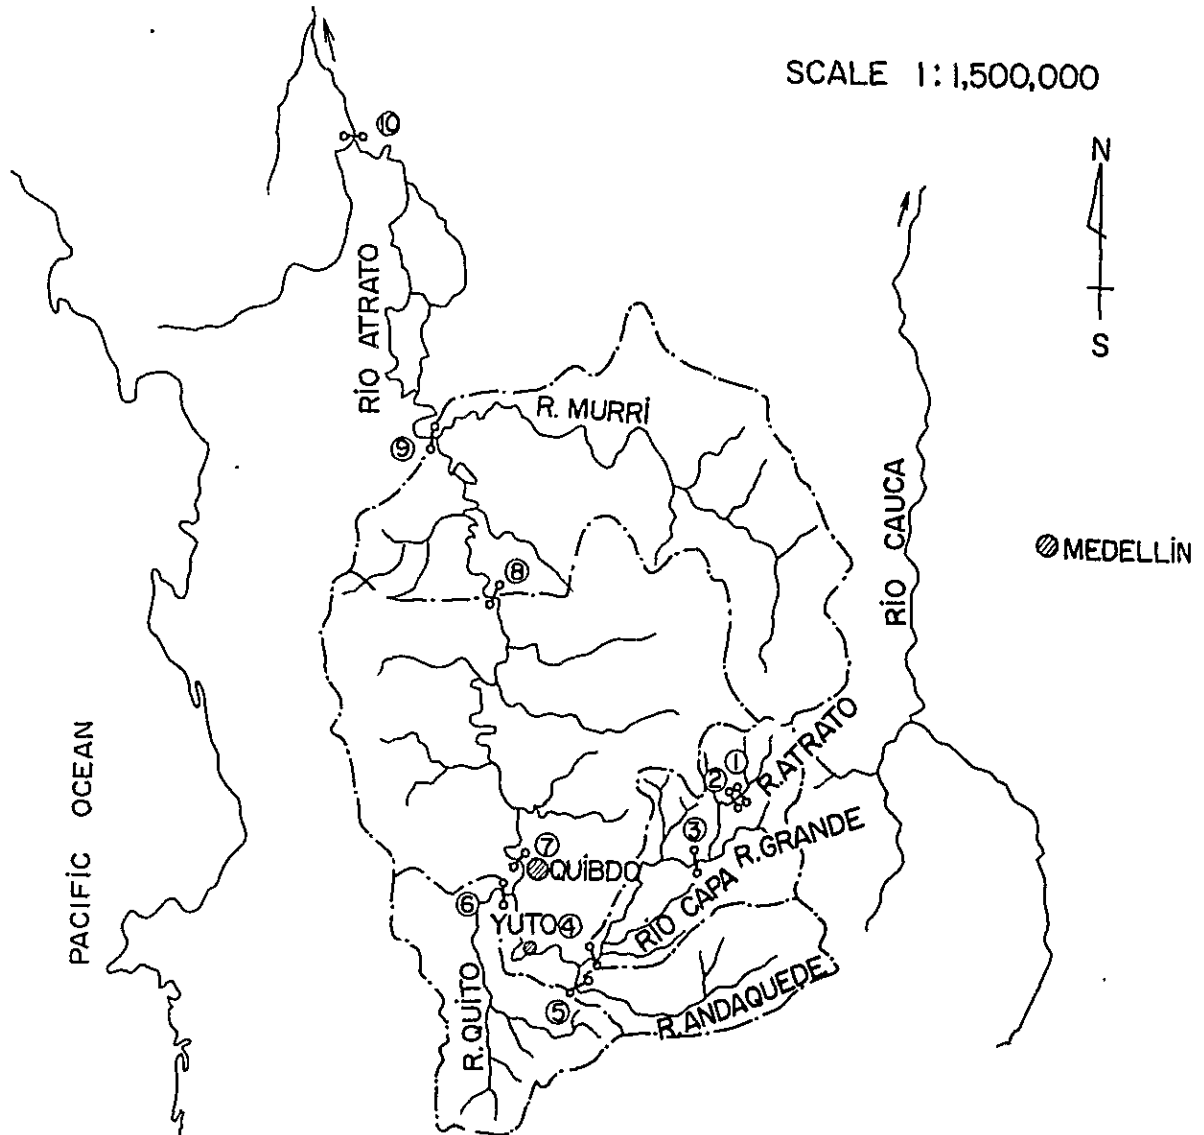 SCALE 1:1,500,000
⑩
N
S
RÍO ATRATO
R. MURRÍ
⑨
RÍO CAUCA
MEDELLÍN
⑧
PACIFIC OCEAN
①
②
R. ATRATO
③
R. GRANDE
⑦
QUIBDO
RÍO CAPA
⑥
YUTO ④
R. QUITO
⑤
R. ANDAQUEDE